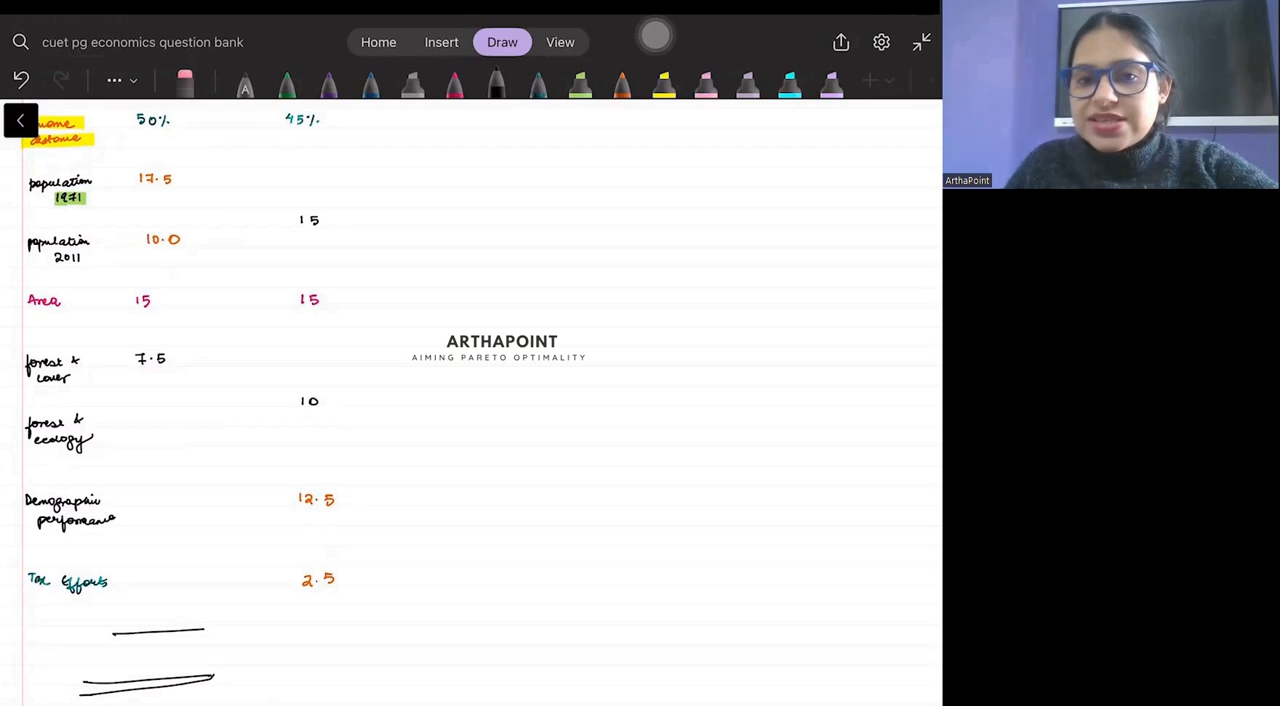 cuet pg economics question bank
Home Insert Draw View
A
50% 45%
distance
population 17.5
1971
15
population 10.0
2011
Area 15 15
ARTHAPOINT
AIMING PARETO OPTIMALITY
forest & 7.5
cover
10
forest &
ecology
Demographic 12.5
performance
Tax Efforts 2.5
ArthaPoint